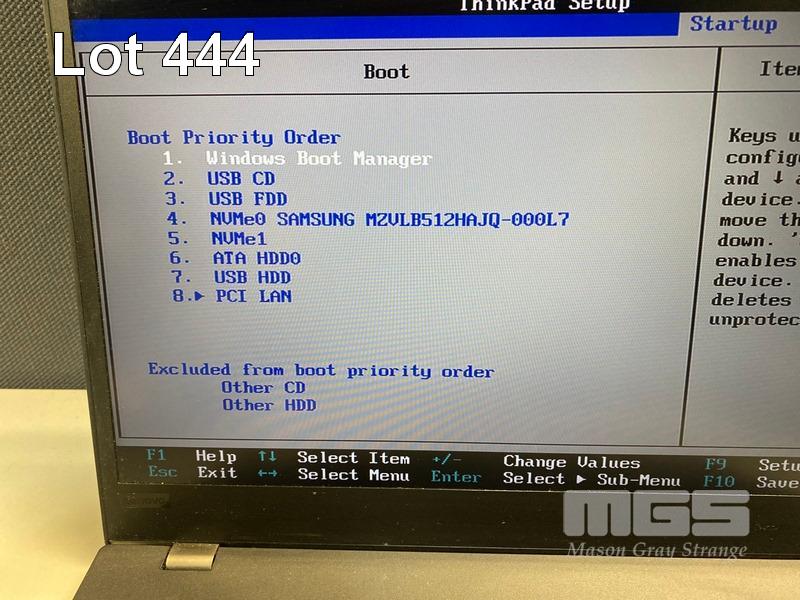 ThinkPad Setup
Startup
Lot 444
Boot
Boot Priority Order
1. Windows Boot Manager
2. USB CD
3. USB FDD
4. NVMe0 SAMSUNG MZVLB512HAJQ-000L7
5. NVMe1
6. ATA HDD0
7. USB HDD
8.▶ PCI LAN
Excluded from boot priority order
Other CD
Other HDD
Keys
and ↓
device.
move
down. '
enables
device.
deletes
F1 Help ↑↓ Select Item +/- Change Values F9
Esc Exit ←→ Select Menu Enter Select ▶ Sub-Menu F10 Save
lenovo
MGS
Mason Gray Strange